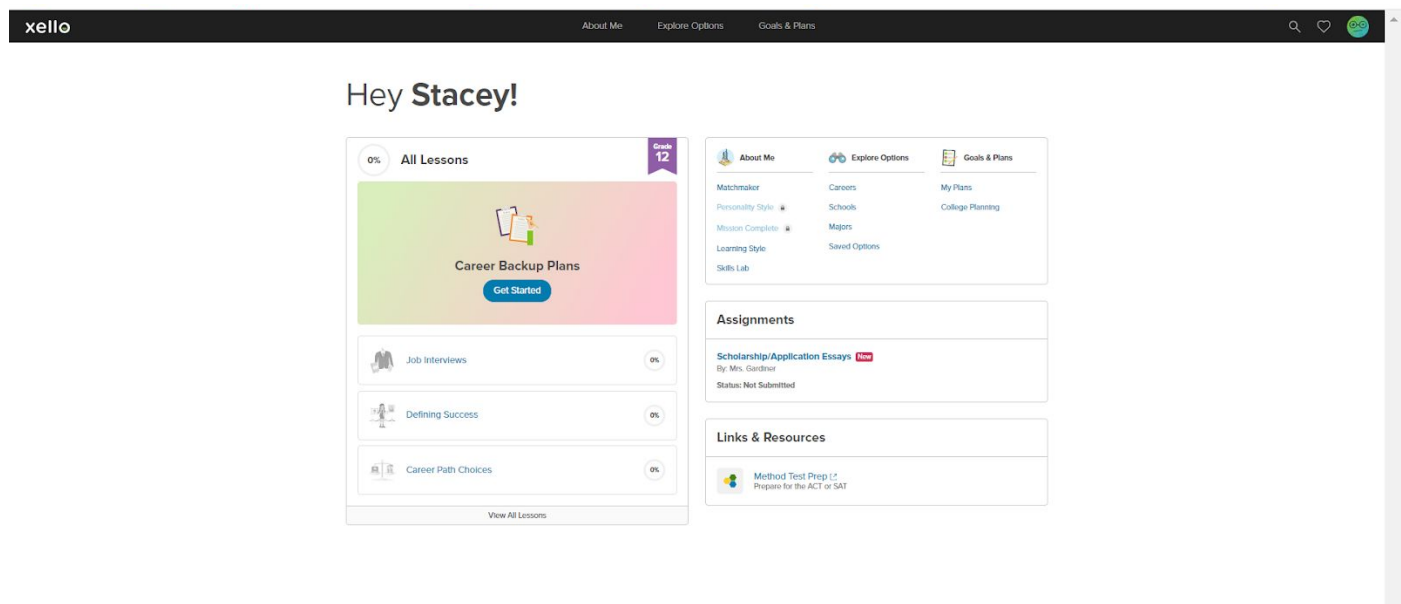 xello
About Me
Explore Options
Goals & Plans
Hey Stacey!
0%
All Lessons
Grade
12
Career Backup Plans
Get Started
Job Interviews
0%
Defining Success
0%
Career Path Choices
0%
View All Lessons
About Me
Matchmaker
Personality Style
Mission Complete
Learning Style
Skills Lab
Explore Options
Careers
Schools
Majors
Saved Options
Goals & Plans
My Plans
College Planning
Assignments
Scholarship/Application Essays New
By: Mrs. Gardiner
Status: Not Submitted
Links & Resources
Method Test Prep
Prepare for the ACT or SAT